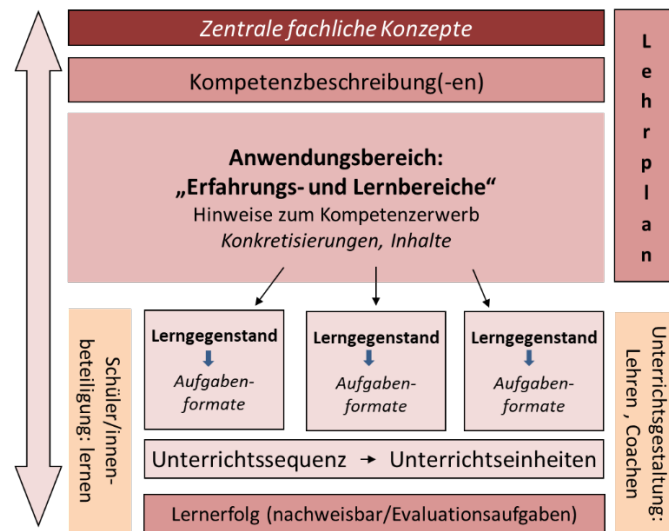 Zentrale fachliche Konzepte
Kompetenzbeschreibung(-en)
Lehrplan
Anwendungsbereich:
„Erfahrungs- und Lernbereiche“
Hinweise zum Kompetenzerwerb
Konkretisierungen, Inhalte
Schüler/innen-
beteiligung: lernen
Lerngegenstand
Aufgaben-
formate
Lerngegenstand
Aufgaben-
formate
Lerngegenstand
Aufgaben-
formate
Unterrichtsgestaltung:
Lehren , Coachen
Unterrichtssequenz → Unterrichtseinheiten
Lernerfolg (nachweisbar/Evaluationsaufgaben)